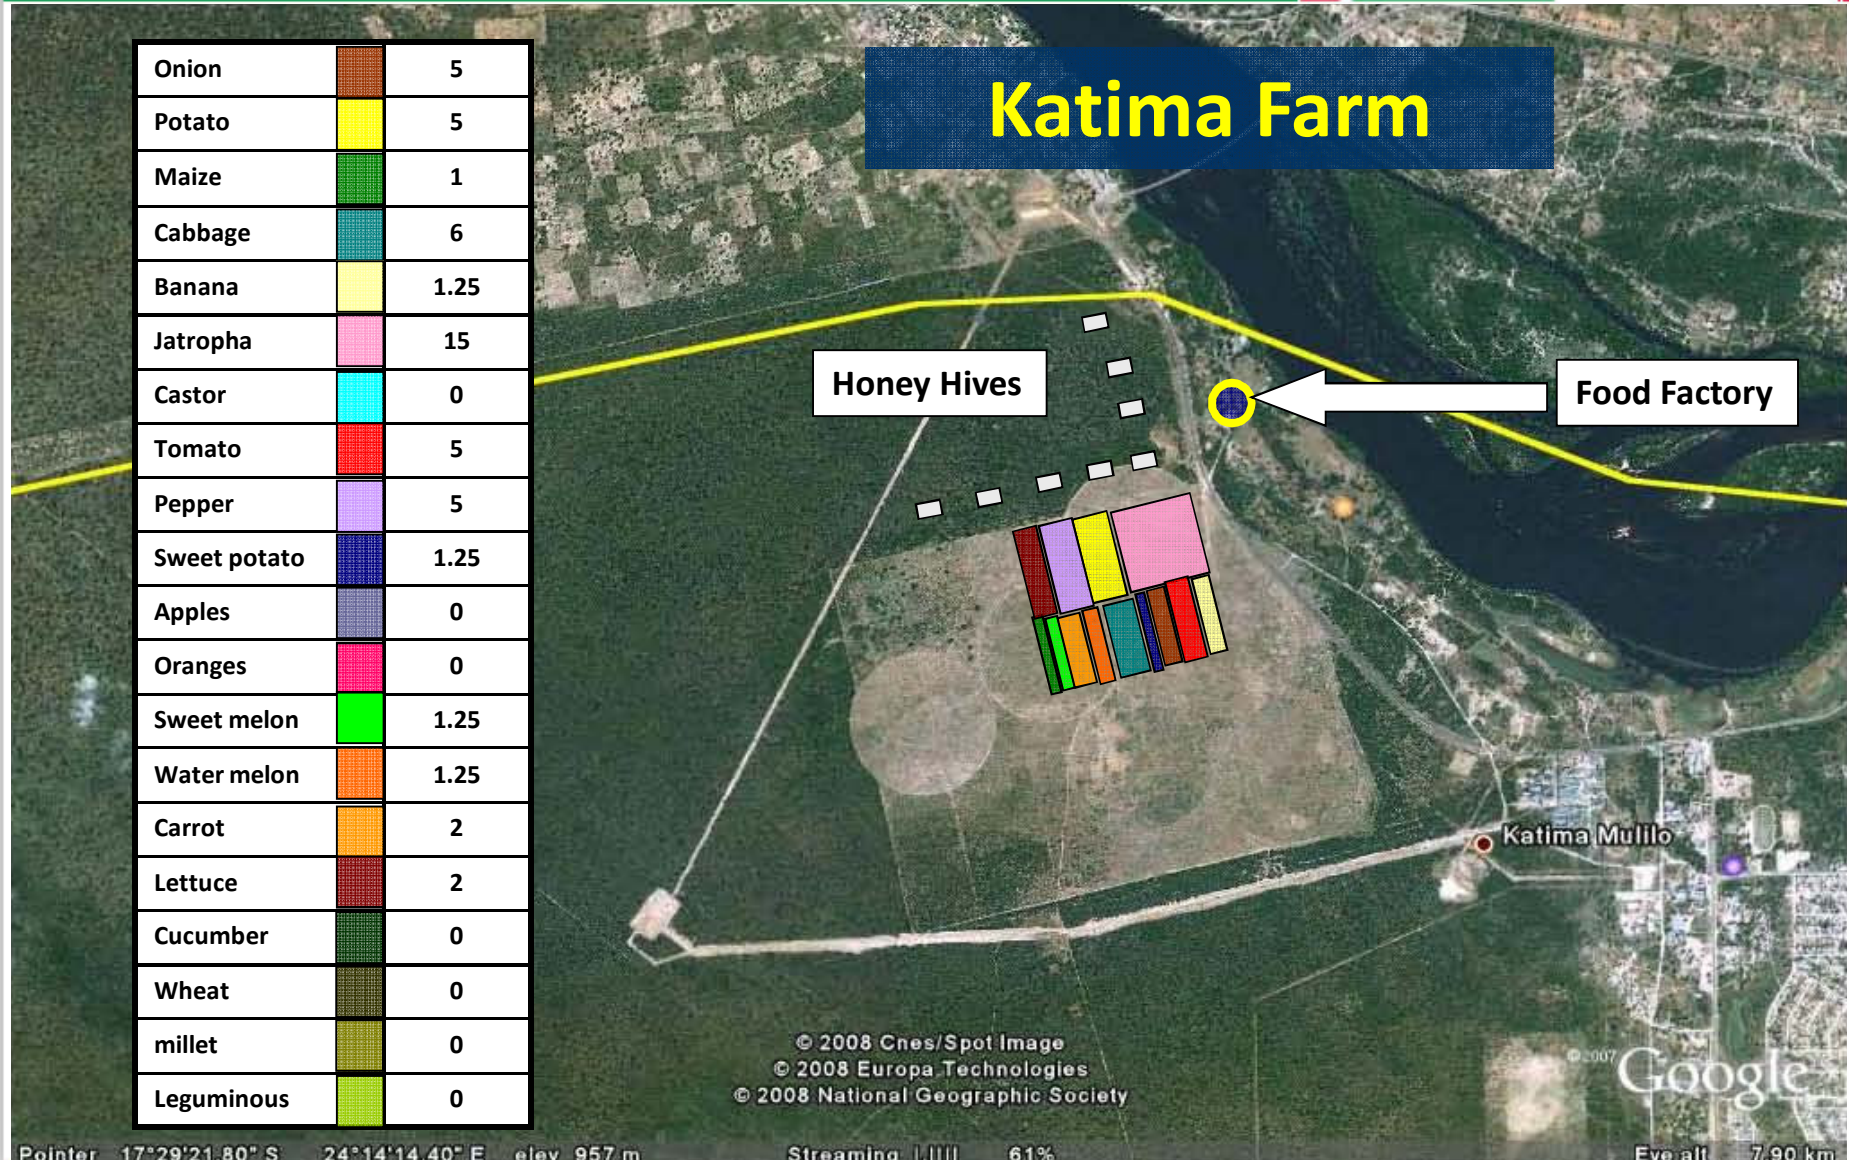 Katima Farm
Onion 5
Potato 5
Maize 1
Cabbage 6
Banana 1.25
Jatropha 15
Castor 0
Tomato 5
Pepper 5
Sweet potato 1.25
Apples 0
Oranges 0
Sweet melon 1.25
Water melon 1.25
Carrot 2
Lettuce 2
Cucumber 0
Wheat 0
millet 0
Leguminous 0
Honey Hives
Food Factory
Katima Mulilo
© 2008 Cnes/Spot Image
© 2008 Europa Technologies
© 2008 National Geographic Society
©2007 Google
Pointer 17°29'21.80" S 24°14'14.40" E elev 957 m Streaming 61% Eye alt 7.90 km